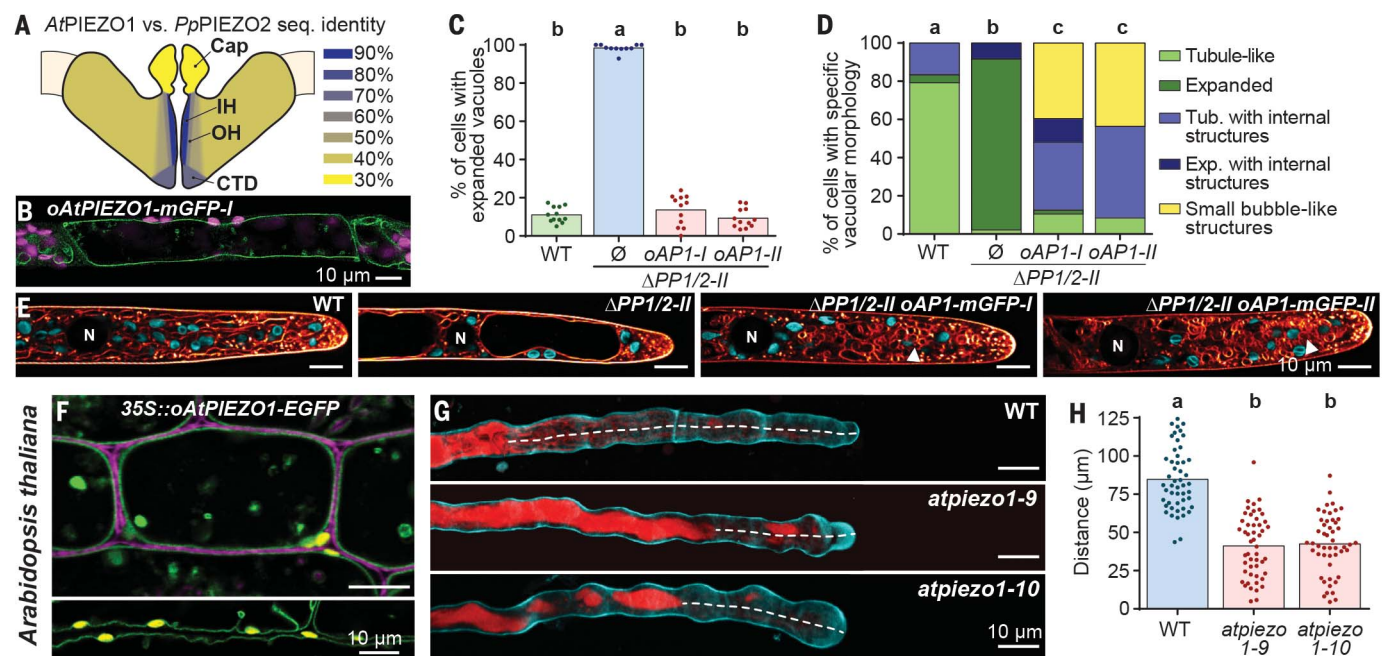 A AtPIEZO1 vs. PpPIEZO2 seq. identity
Cap
IH
OH
CTD
90%
80%
70%
60%
50%
40%
30%
B oAtPIEZO1-mGFP-I
10 µm
C
% of cells with
expanded vacuoles
100
80
60
40
20
0
b a b b
WT Ø oAP1-I oAP1-II
ΔPP1/2-II
D
% of cells with specific
vacuolar morphology
100
80
60
40
20
0
a b c c
WT Ø oAP1-I oAP1-II
ΔPP1/2-II
Tubule-like
Expanded
Tub. with internal
structures
Exp. with internal
structures
Small bubble-like
structures
E WT
N
ΔPP1/2-II
N
ΔPP1/2-II oAP1-mGFP-I
N
ΔPP1/2-II oAP1-mGFP-II
N
10 µm
Arabidopsis thaliana
F 35S::oAtPIEZO1-EGFP
10 µm
G WT
atpiezo1-9
atpiezo1-10
10 µm
H
Distance (µm)
125
100
75
50
25
0
a b b
WT atpiezo atpiezo
1-9 1-10